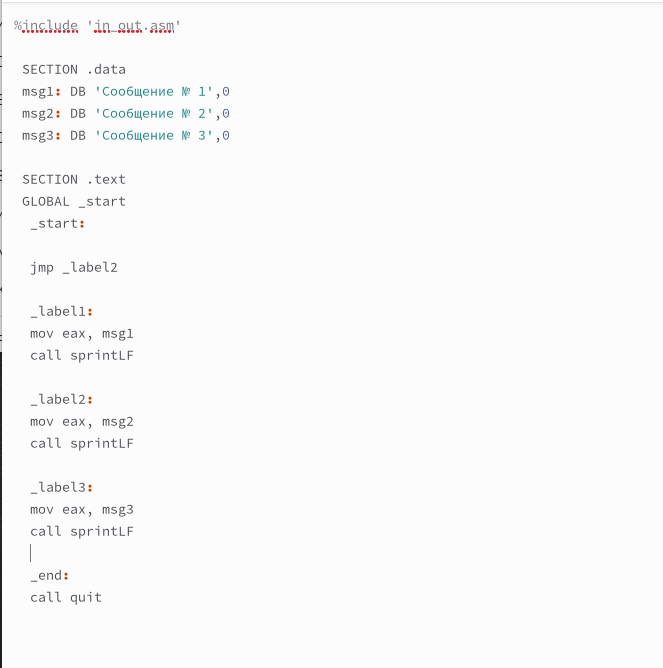 %include 'in_out.asm'
SECTION .data
msg1: DB 'Сообщение № 1',0
msg2: DB 'Сообщение № 2',0
msg3: DB 'Сообщение № 3',0
SECTION .text
GLOBAL _start
_start:
jmp _label2
_label1:
mov eax, msg1
call sprintLF
_label2:
mov eax, msg2
call sprintLF
_label3:
mov eax, msg3
call sprintLF
_end:
call quit